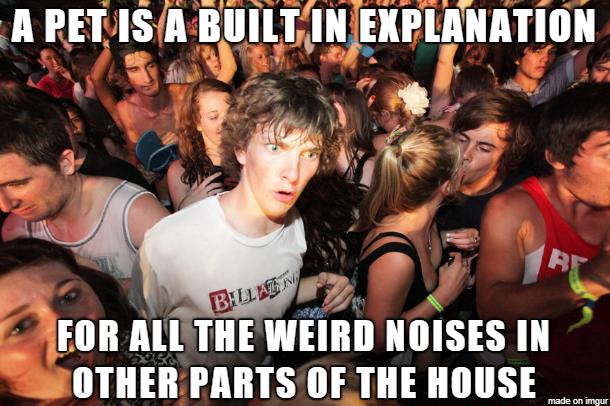 A PET IS A BUILT IN EXPLANATION
FOR ALL THE WEIRD NOISES IN
OTHER PARTS OF THE HOUSE
made on imgur